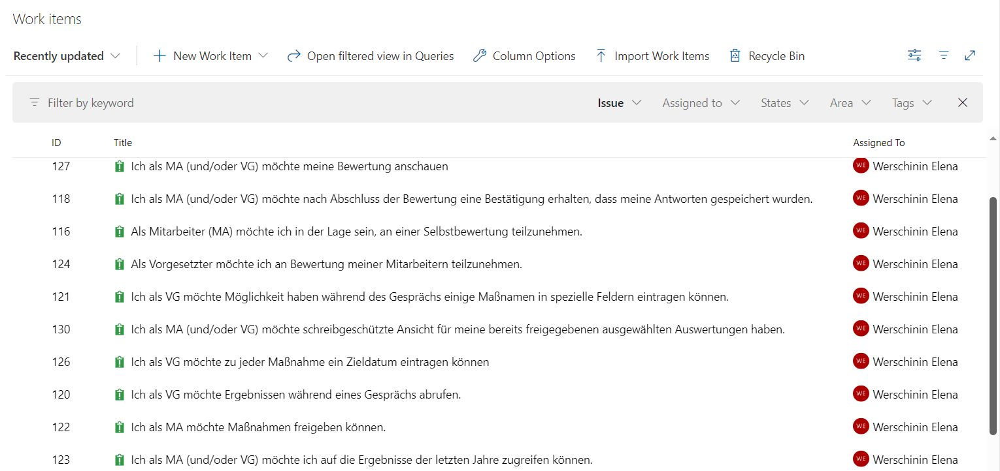 Work items
Recently updated New Work Item Open filtered view in Queries Column Options Import Work Items Recycle Bin
Filter by keyword Issue Assigned to States Area Tags
ID Title Assigned To
127 Ich als MA (und/oder VG) möchte meine Bewertung anschauen WE Werschinin Elena
118 Ich als MA (und/oder VG) möchte nach Abschluss der Bewertung eine Bestätigung erhalten, dass meine Antworten gespeichert wurden. WE Werschinin Elena
116 Als Mitarbeiter (MA) möchte ich in der Lage sein, an einer Selbstbewertung teilzunehmen. WE Werschinin Elena
124 Als Vorgesetzter möchte ich an Bewertung meiner Mitarbeitern teilzunehmen. WE Werschinin Elena
121 Ich als VG möchte Möglichkeit haben während des Gesprächs einige Maßnamen in spezielle Feldern eintragen können. WE Werschinin Elena
130 Ich als MA (und/oder VG) möchte schreibgeschützte Ansicht für meine bereits freigegebenen ausgewählten Auswertungen haben. WE Werschinin Elena
126 Ich als VG möchte zu jeder Maßnahme ein Zieldatum eintragen können WE Werschinin Elena
120 Ich als VG möchte Ergebnissen während eines Gesprächs abrufen. WE Werschinin Elena
122 Ich als MA möchte Maßnahmen freigeben können. WE Werschinin Elena
123 Ich als MA (und/oder VG) möchte ich auf die Ergebnisse der letzten Jahre zugreifen können. WE Werschinin Elena